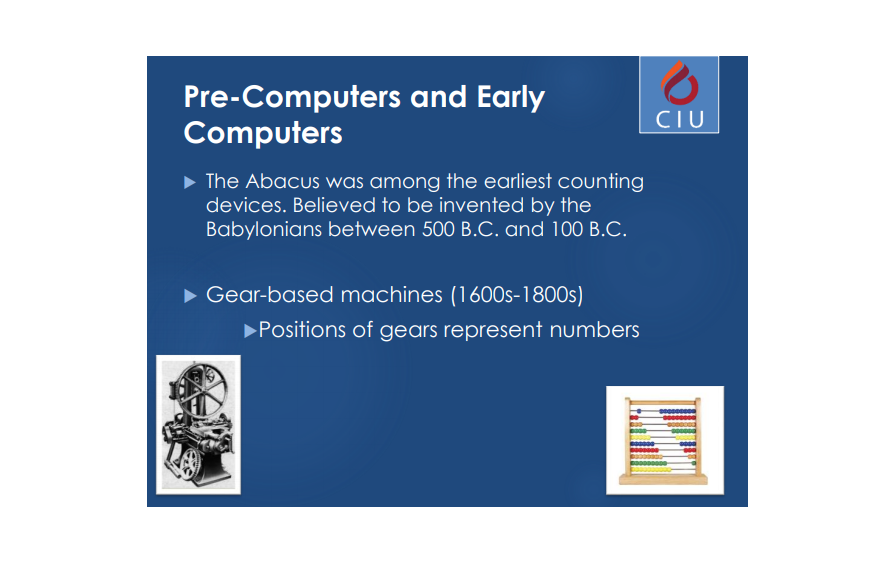 Pre-Computers and Early
Computers
CIU
The Abacus was among the earliest counting
devices. Believed to be invented by the
Babylonians between 500 B.C. and 100 B.C.
Gear-based machines (1600s-1800s)
Positions of gears represent numbers